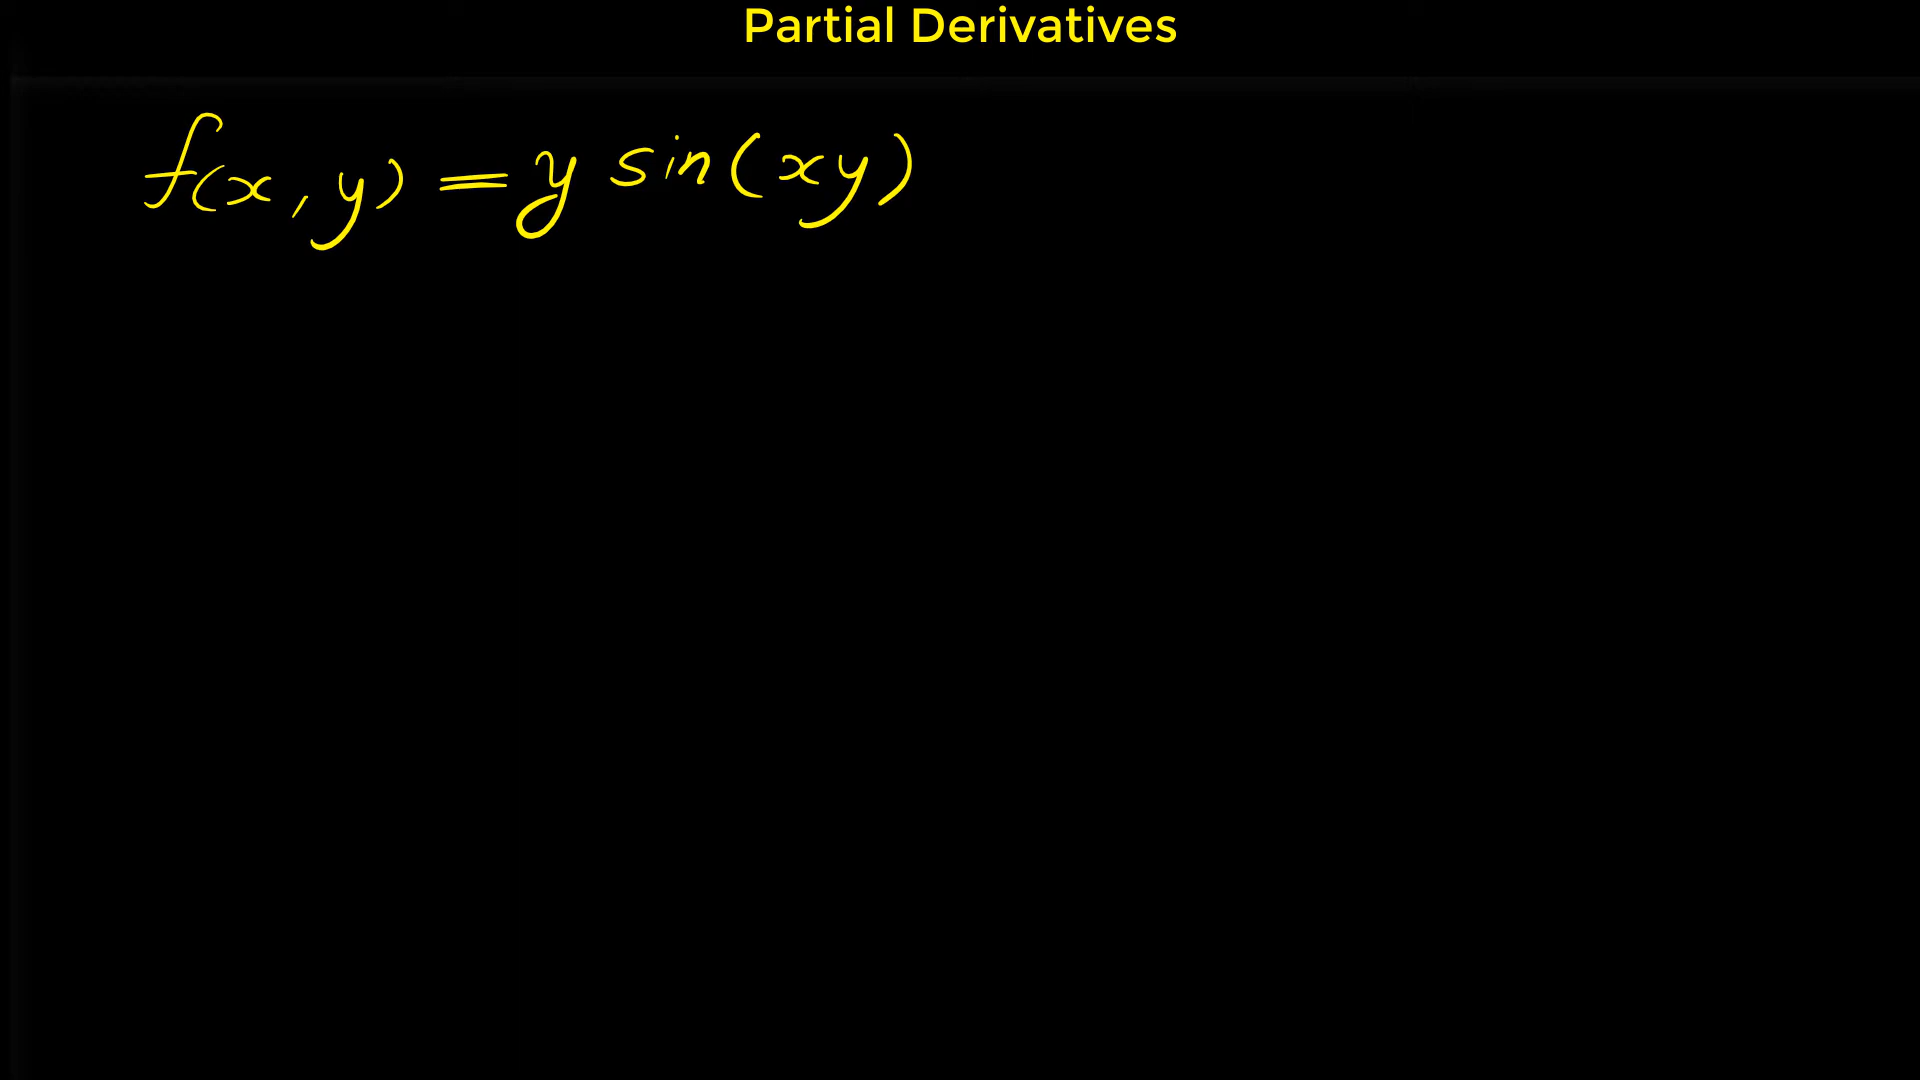 Partial Derivatives
f(x, y) = y sin(xy)